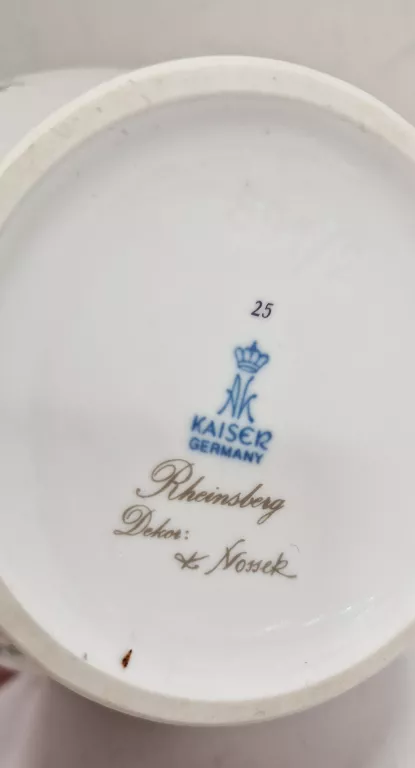 25
AK
KAISER
GERMANY
Rheinsberg
Dekor:
K Nossek